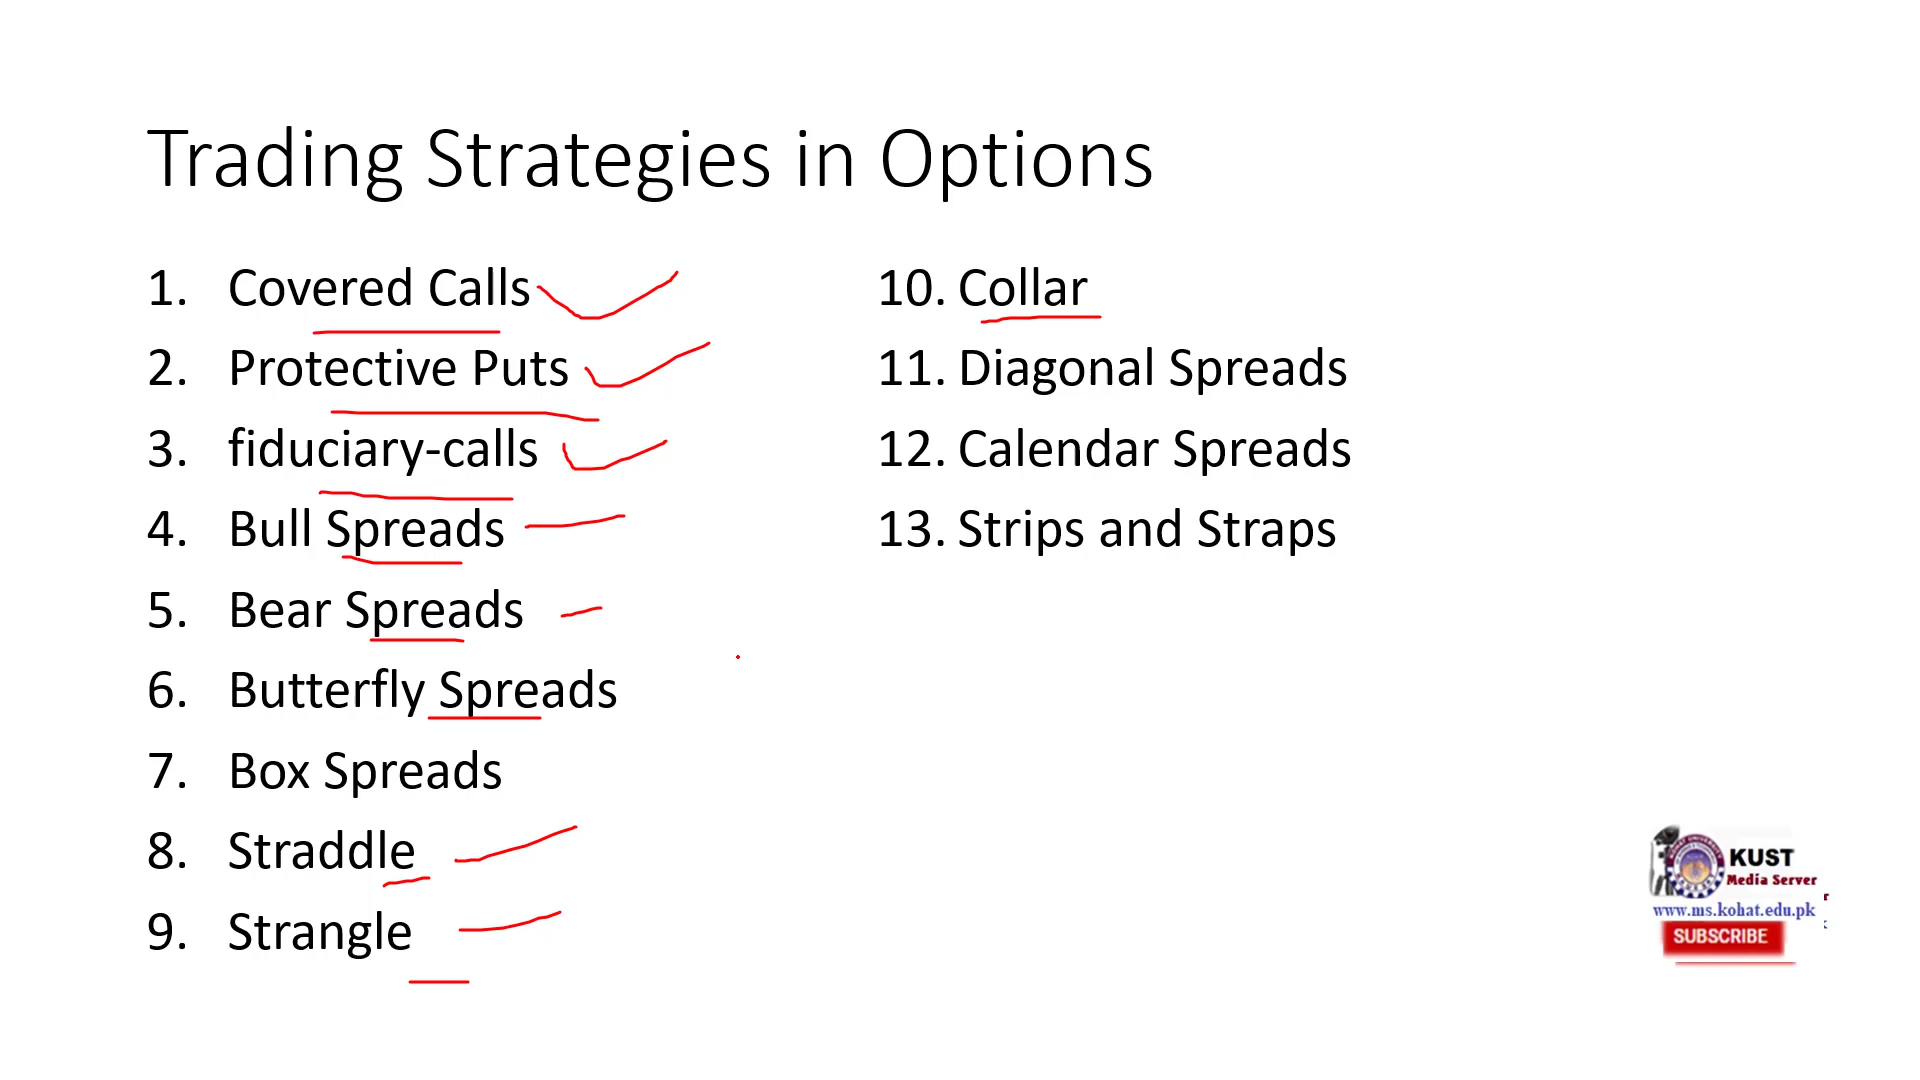 Trading Strategies in Options
1. Covered Calls
2. Protective Puts
3. fiduciary-calls
4. Bull Spreads
5. Bear Spreads
6. Butterfly Spreads
7. Box Spreads
8. Straddle
9. Strangle
10. Collar
11. Diagonal Spreads
12. Calendar Spreads
13. Strips and Straps
KUST
Media Server
www.ms.kohat.edu.pk
SUBSCRIBE